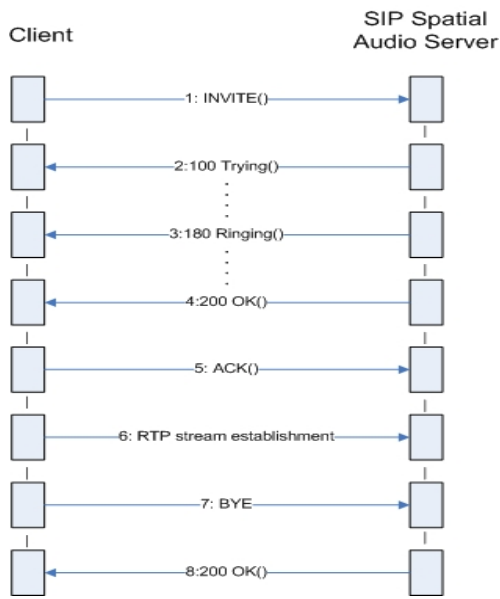 Client
SIP Spatial
Audio Server
1: INVITE()
2:100 Trying()
3:180 Ringing()
4:200 OK()
5: ACK()
6: RTP stream establishment
7: BYE
8:200 OK()